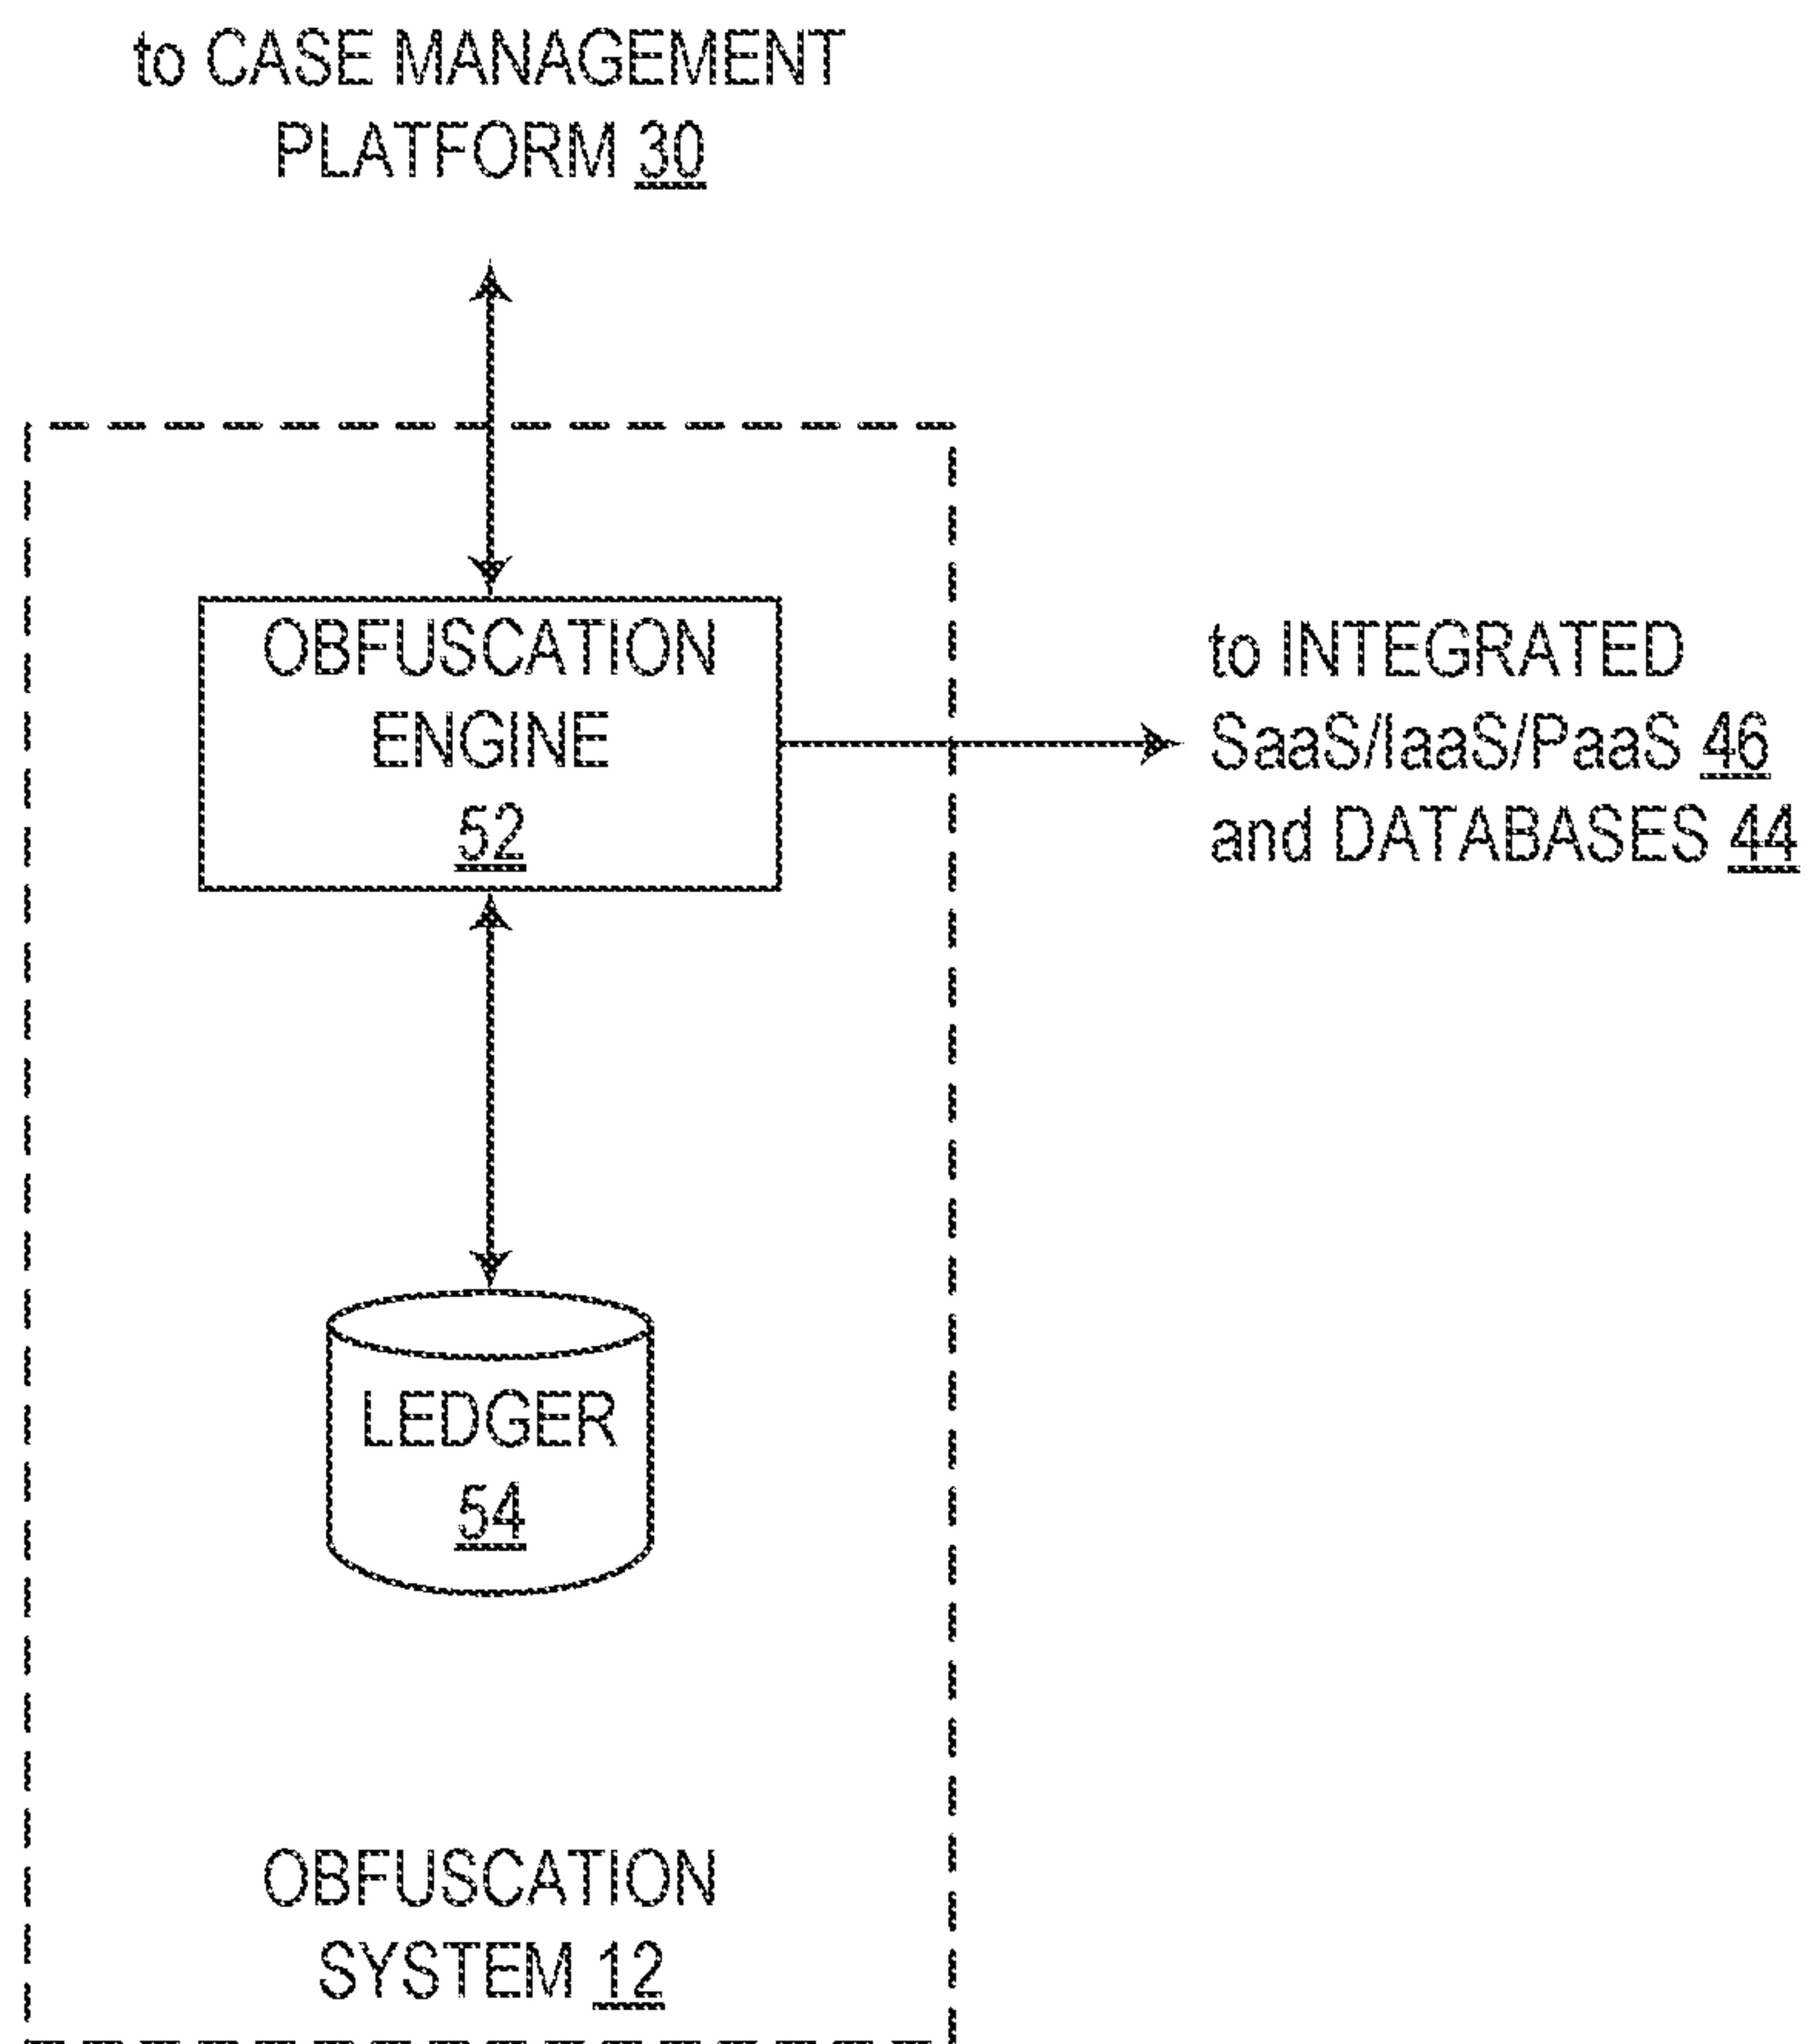 to CASE MANAGEMENT
PLATFORM 30
OBFUSCATION
ENGINE
52
to INTEGRATED
SaaS/IaaS/PaaS 46
and DATABASES 44
LEDGER
54
OBFUSCATION
SYSTEM 12